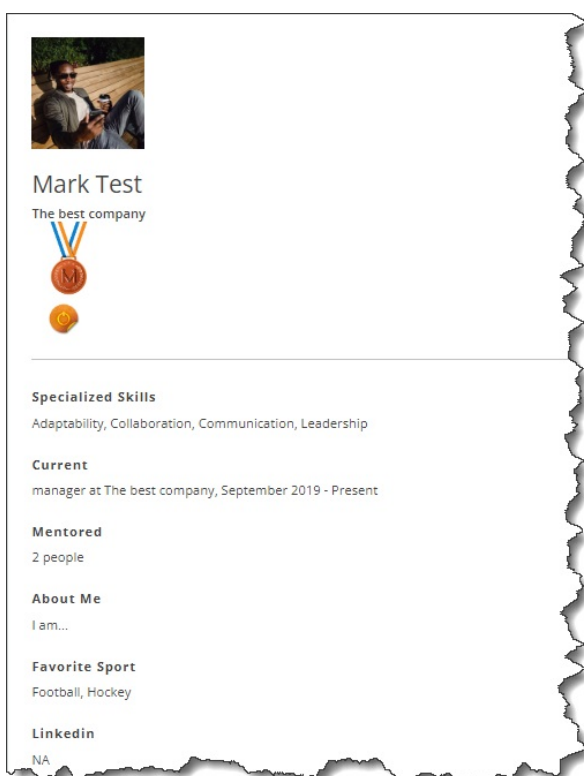 Mark Test
The best company
M
Specialized Skills
Adaptability, Collaboration, Communication, Leadership
Current
manager at The best company, September 2019 - Present
Mentored
2 people
About Me
I am...
Favorite Sport
Football, Hockey
Linkedin
NA